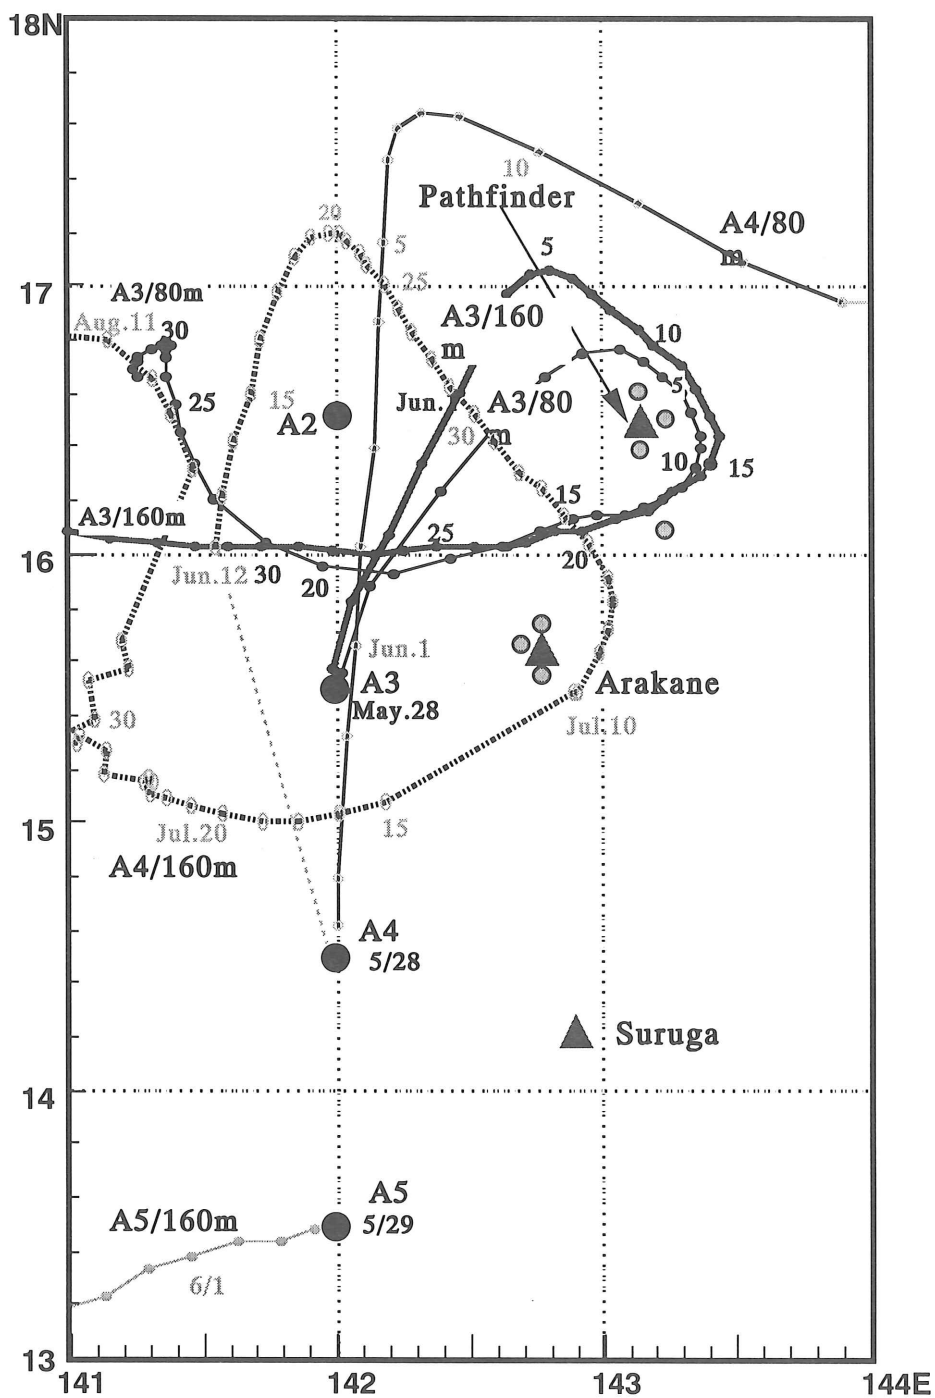 18N
10
Pathfinder
20
A4/80
m
5
5
25
17
A3/80m
A3/160
m
Aug.11
30
10
25
Jun.
A3/80
m
5
15
A2
30
10
15
A3/160m
15
25
16
20
Jun.12
30
20
Jun.1
A3
May.28
Arakane
30
Jul.10
15
Jul.20
15
A4/160m
A4
5/28
Suruga
14
A5
5/29
A5/160m
6/1
13
141
142
143
144E